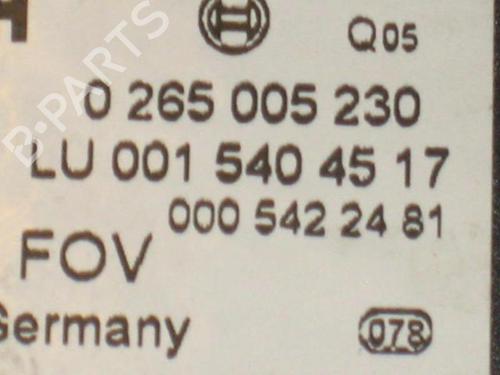 H Q05
0 265 005 230
LU 001 540 45 17
000 542 24 81
FOV
Germany 078
B-PARTS